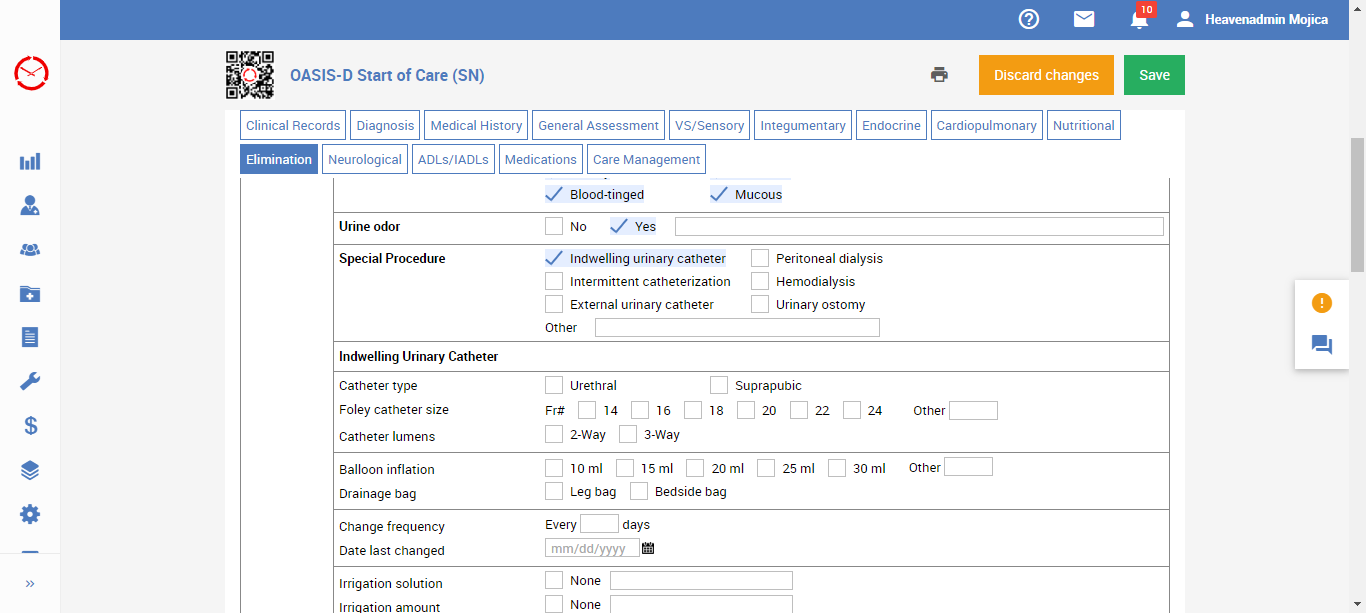 10
Heavenadmin Mojica
OASIS-D Start of Care (SN)
Discard changes
Save
Clinical Records
Diagnosis
Medical History
General Assessment
VS/Sensory
Integumentary
Endocrine
Cardiopulmonary
Nutritional
Elimination
Neurological
ADLs/IADLs
Medications
Care Management
Blood-tinged Mucous
Urine odor No Yes
Special Procedure Indwelling urinary catheter Peritoneal dialysis
Intermittent catheterization Hemodialysis
External urinary catheter Urinary ostomy
Other
Indwelling Urinary Catheter
Catheter type Urethral Suprapubic
Foley catheter size Fr# 14 16 18 20 22 24 Other
Catheter lumens 2-Way 3-Way
Balloon inflation 10 ml 15 ml 20 ml 25 ml 30 ml Other
Drainage bag Leg bag Bedside bag
Change frequency Every days
Date last changed mm/dd/yyyy
Irrigation solution None
Irrigation amount None